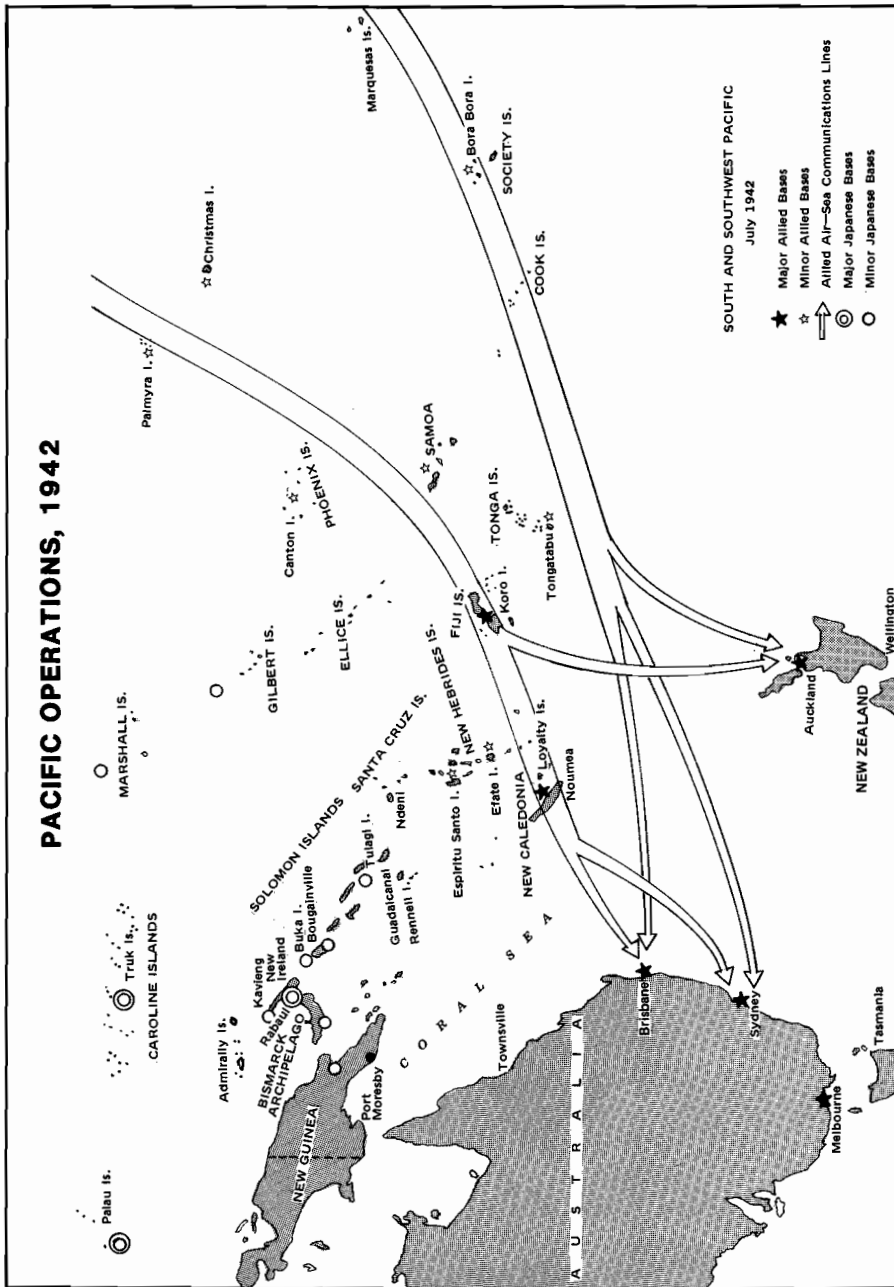 PACIFIC OPERATIONS, 1942
Palau Is.
Truk Is.
CAROLINE ISLANDS
MARSHALL IS.
GILBERT IS.
Palmyra I.
Christmas I.
Canton I.
PHOENIX IS.
ELLICE IS.
Marquesas Is.
Admirally Is.
Kavieng
New
Ireland
Rabaul
BISMARCK
ARCHIPELAGO
Buka I.
Bougainville
SOLOMON ISLANDS
SANTA CRUZ IS.
Tulagi I.
Ndeni
Guadalcanal
Rennell I.
NEW GUINEA
Port
Moresby
Espiritu Santo I.
NEW HEBRIDES IS.
Efate I.
FIJI IS.
Koro I.
SAMOA
TONGA IS.
Tongatabu
Bora Bora I.
SOCIETY IS.
COOK IS.
CORAL SEA
NEW CALEDONIA
Loyalty Is.
Noumea
Townsville
AUSTRALIA
Brisbane
Sydney
Melbourne
Tasmania
Auckland
NEW ZEALAND
Wellington
SOUTH AND SOUTHWEST PACIFIC
July 1942
Major Allied Bases
Minor Allied Bases
Allied Air—Sea Communications Lines
Major Japanese Bases
Minor Japanese Bases